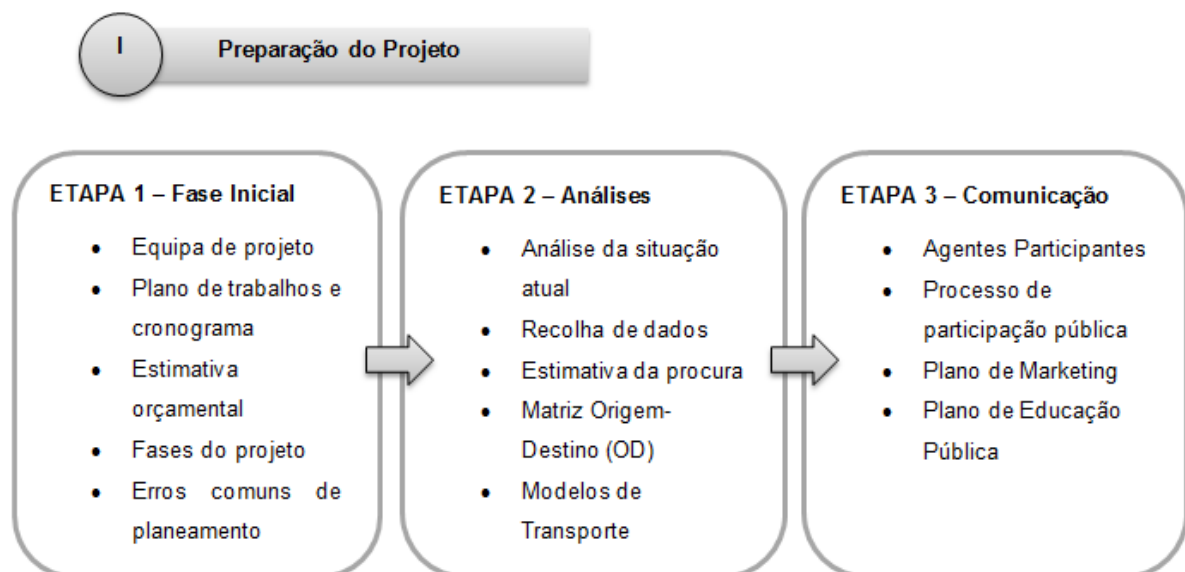 I
Preparação do Projeto
ETAPA 1 – Fase Inicial
• Equipa de projeto
• Plano de trabalhos e
cronograma
• Estimativa
orçamental
• Fases do projeto
• Erros comuns de
planeamento
ETAPA 2 – Análises
• Análise da situação
atual
• Recolha de dados
• Estimativa da procura
• Matriz Origem-
Destino (OD)
• Modelos de
Transporte
ETAPA 3 – Comunicação
• Agentes Participantes
• Processo de
participação pública
• Plano de Marketing
• Plano de Educação
Pública